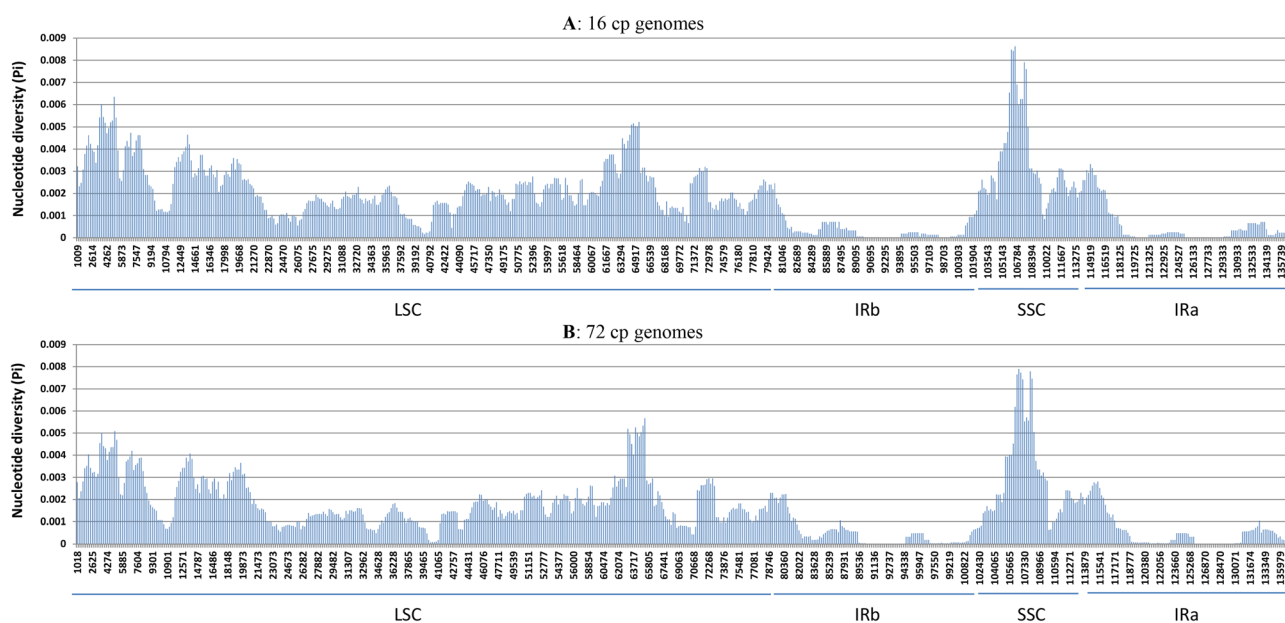 A: 16 cp genomes
Nucleotide diversity (Pi)
0.009
0.008
0.007
0.006
0.005
0.004
0.003
0.002
0.001
0
1009 2614 4262 5873 7547 9194 10794 12449 14661 16346 17998 19668 21270 22870 24470 26075 27675 29275 31088 32720 34363 35963 37592 39192 40792 42422 44090 45717 47350 49175 50775 52396 53997 55611 58464 60067 61667 63294 64917 66539 68168 69772 71372 72978 74579 76180 77810 79424 81046 82689 84289 85889 87495 89095 90695 92295 93895 95503 97103 98703 100303 101904 103543 105143 106784 108394 110022 111667 113275 114919 116519 118125 119725 121325 122925 124527 126133 127733 129333 130933 132533 134139 135739
LSC IRb SSC IRa
B: 72 cp genomes
Nucleotide diversity (Pi)
0.009
0.008
0.007
0.006
0.005
0.004
0.003
0.002
0.001
0
1018 2625 4274 5885 7604 9301 10901 12571 14787 16486 18148 19873 21473 23073 24673 26282 27882 29482 31307 32962 34628 36228 37865 39465 41065 42757 44431 46076 47711 49539 51151 52777 54377 56000 58854 60474 62074 63717 65805 67441 70668 72268 73881 75481 77081 78746 80360 82028 83628 85238 87931 89536 91136 92737 94338 95947 97550 99219 100822 102430 104065 105665 107330 108966 110594 112271 113879 115541 117171 118777 120456 122056 123660 125268 126870 128470 130071 131674 133349 135979
LSC IRb SSC IRa